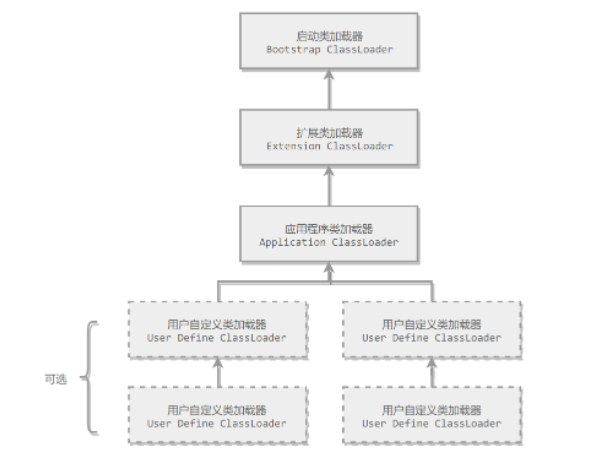 启动类加载器
Bootstrap ClassLoader
扩展类加载器
Extension ClassLoader
应用程序类加载器
Application ClassLoader
用户自定义类加载器
User Define ClassLoader
用户自定义类加载器
User Define ClassLoader
可选
用户自定义类加载器
User Define ClassLoader
用户自定义类加载器
User Define ClassLoader